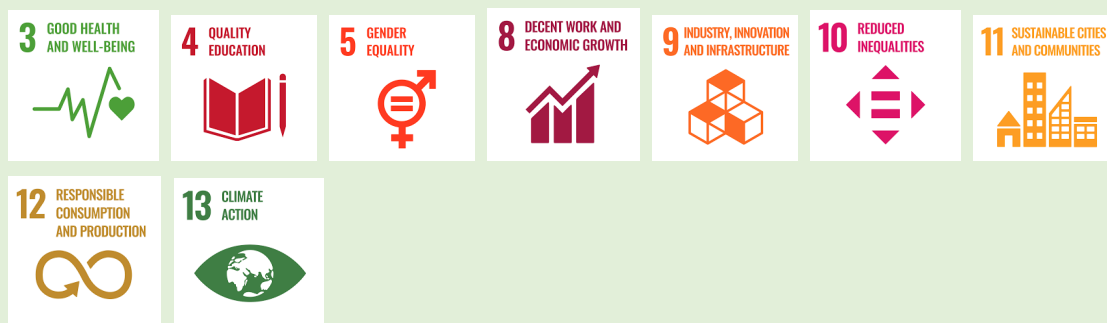 3 GOOD HEALTH
AND WELL-BEING
4 QUALITY
EDUCATION
5 GENDER
EQUALITY
8 DECENT WORK AND
ECONOMIC GROWTH
9 INDUSTRY, INNOVATION
AND INFRASTRUCTURE
10 REDUCED
INEQUALITIES
11 SUSTAINABLE CITIES
AND COMMUNITIES
12 RESPONSIBLE
CONSUMPTION
AND PRODUCTION
13 CLIMATE
ACTION